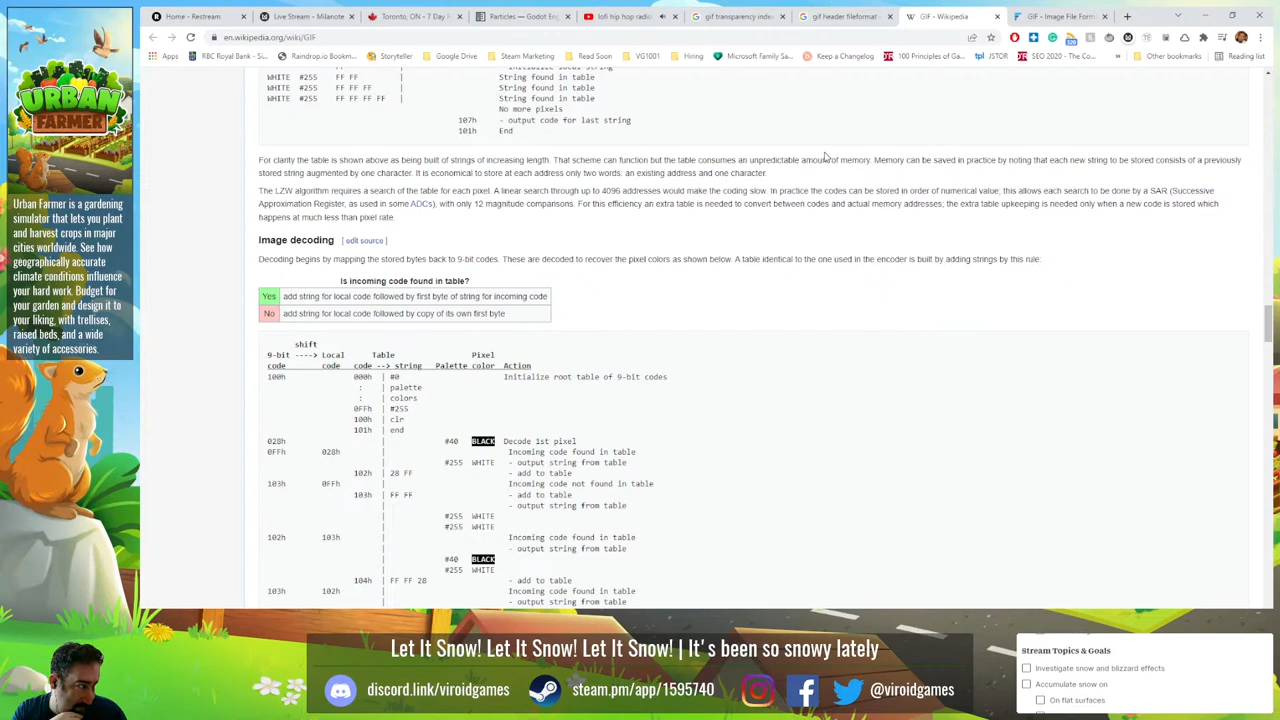 Home - Restream
Live Stream - Milanote
Toronto, ON - 7 Day F
Particles — Godot Eng
lofi hip hop radio
gif transparency index
gif header fileformat -
GIF - Wikipedia
GIF - Image File Form
en.wikipedia.org/wiki/GIF
Apps
RBC Royal Bank - Si...
Raindrop.io Bookm...
Storyteller
Google Drive
Steam Marketing
Read Soon
VG1001
Hiring
Microsoft Family Sa...
Keep a Changelog
100 Principles of Ga...
JSTOR
SEO 2020 - The Co...
»
Other bookmarks
Reading list
URBAN
FARMER
Urban Farmer is a gardening
simulator that lets you plant
and harvest crops in major
cities worldwide. See how
geographically accurate
climate conditions influence
your hard work. Budget for
your garden and design it to
your liking, with trellises,
raised beds, and a wide
variety of accessories.
WHITE #255 FF FF | String found in table
WHITE #255 FF FF FF | String found in table
WHITE #255 FF FF FF FF | String found in table
No more pixels
107h - output code for last string
101h End
For clarity the table is shown above as being built of strings of increasing length. That scheme can function but the table consumes an unpredictable amount of memory. Memory can be saved in practice by noting that each new string to be stored consists of a previously
stored string augmented by one character. It is economical to store at each address only two words: an existing address and one character.
The LZW algorithm requires a search of the table for each pixel. A linear search through up to 4096 addresses would make the coding slow. In practice the codes can be stored in order of numerical value; this allows each search to be done by a SAR (Successive
Approximation Register, as used in some ADCs), with only 12 magnitude comparisons. For this efficiency an extra table is needed to convert between codes and actual memory addresses; the extra table upkeeping is needed only when a new code is stored which
happens at much less than pixel rate.
Image decoding [ edit source ]
Decoding begins by mapping the stored bytes back to 9-bit codes. These are decoded to recover the pixel colors as shown below. A table identical to the one used in the encoder is built by adding strings by this rule:
Is incoming code found in table?
Yes add string for local code followed by first byte of string for incoming code
No add string for local code followed by copy of its own first byte
shift
9-bit ----> Local Table Pixel
code code code --> string Palette color Action
100h 000h | #0 Initialize root table of 9-bit codes
: | palette
: | colors
0FFh | #255
100h | clr
101h | end
028h | #40 BLACK Decode 1st pixel
0FFh 028h | Incoming code found in table
| #255 WHITE - output string from table
102h | 28 FF - add to table
103h 0FFh | Incoming code not found in table
103h | FF FF - add to table
| - output string from table
| #255 WHITE
| #255 WHITE
102h 103h | Incoming code found in table
| - output string from table
| #40 BLACK
| #255 WHITE
104h | FF FF 28 - add to table
103h 102h | Incoming code found in table
| - output string from table
Let It Snow! Let It Snow! Let It Snow! | It's been so snowy lately
discord.link/viroidgames
steam.pm/app/1595740
@viroidgames
Stream Topics & Goals
Investigate snow and blizzard effects
Accumulate snow on
On flat surfaces